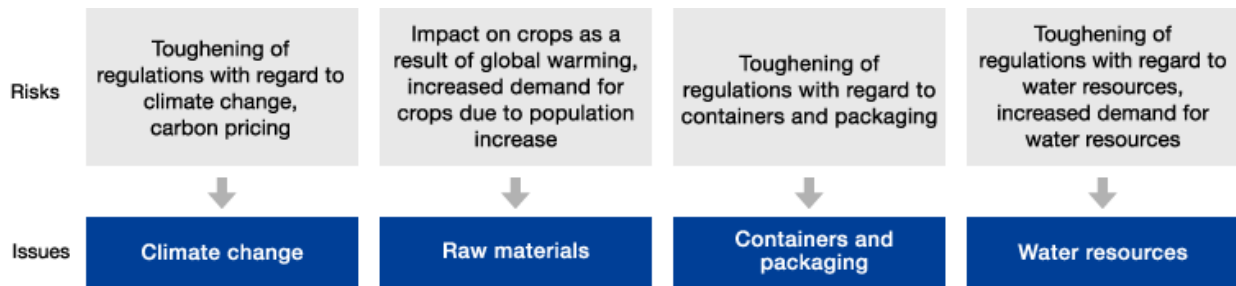 Risks
Toughening of
regulations with regard to
climate change,
carbon pricing
Impact on crops as a
result of global warming,
increased demand for
crops due to population
increase
Toughening of
regulations with regard to
containers and packaging
Toughening of
regulations with regard to
water resources,
increased demand for
water resources
Issues
Climate change
Raw materials
Containers and
packaging
Water resources